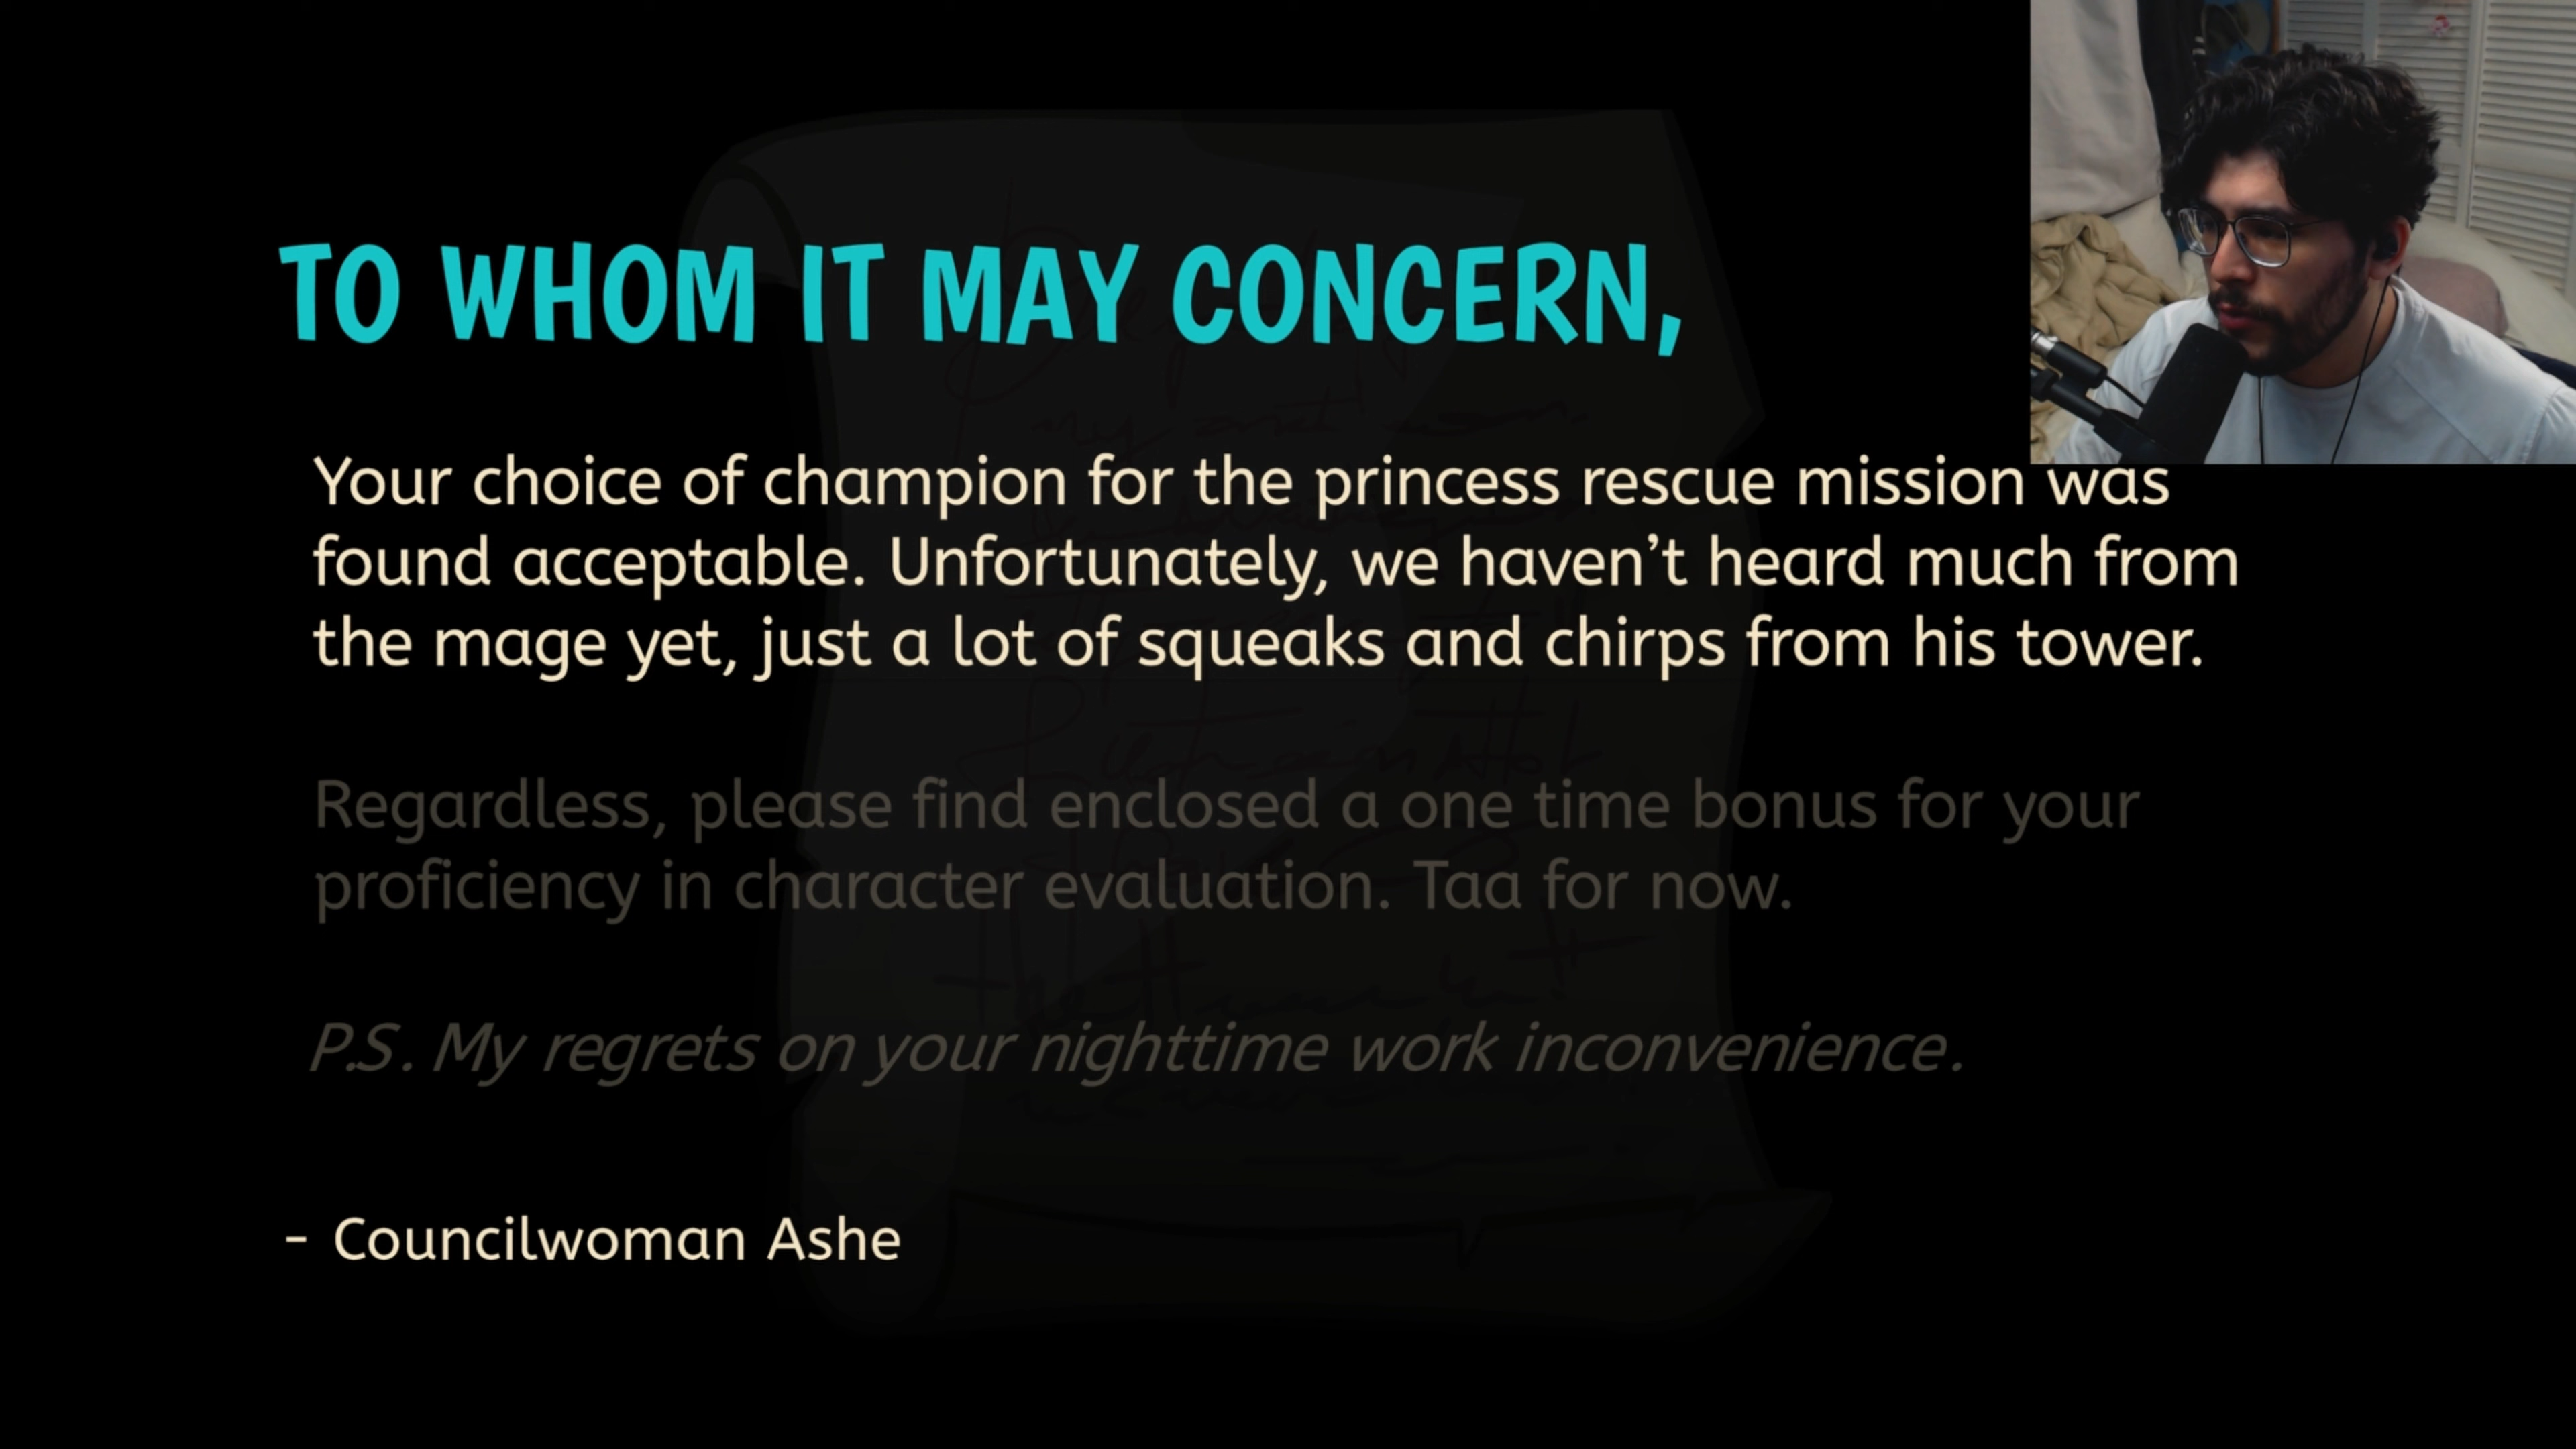 TO WHOM IT MAY CONCERN,
Your choice of champion for the princess rescue mission was
found acceptable. Unfortunately, we haven't heard much from
the mage yet, just a lot of squeaks and chirps from his tower.
Regardless, please find enclosed a one time bonus for your
proficiency in character evaluation. Taa for now.
P.S. My regrets on your nighttime work inconvenience.
- Councilwoman Ashe